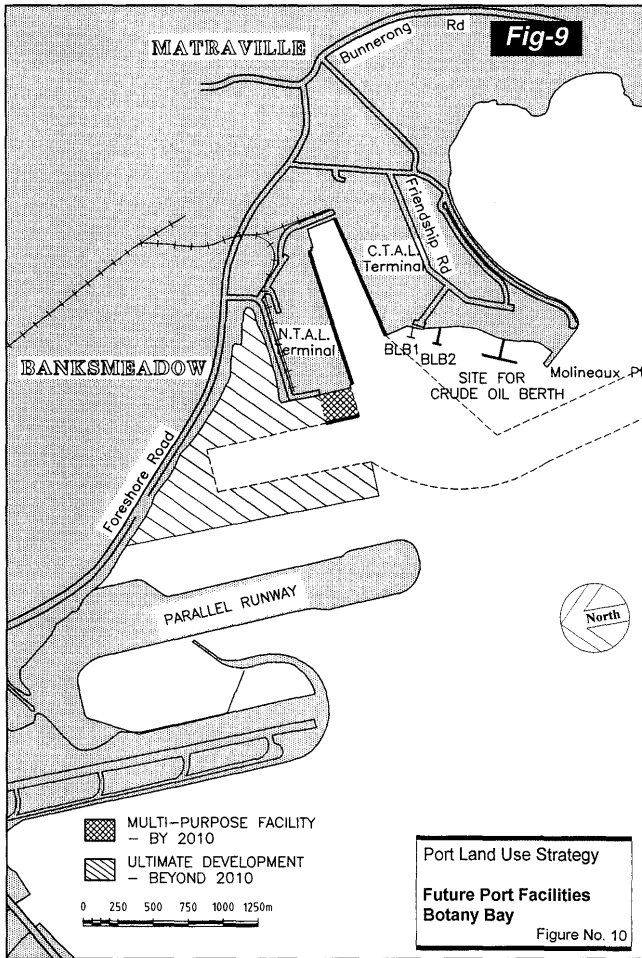 MATRAVILLE
Bunnerong
Rd
Fig-9
Friendship Rd
C.T.A.L.
Terminal
N.T.A.L.
Terminal
BLB1
BLB2
SITE FOR
CRUDE OIL BERTH
Molineaux Pt
BANKSMEADOW
Foreshore Road
PARALLEL RUNWAY
North
MULTI-PURPOSE FACILITY
– BY 2010
ULTIMATE DEVELOPMENT
– BEYOND 2010
0 250 500 750 1000 1250m
Port Land Use Strategy
Future Port Facilities
Botany Bay
Figure No. 10